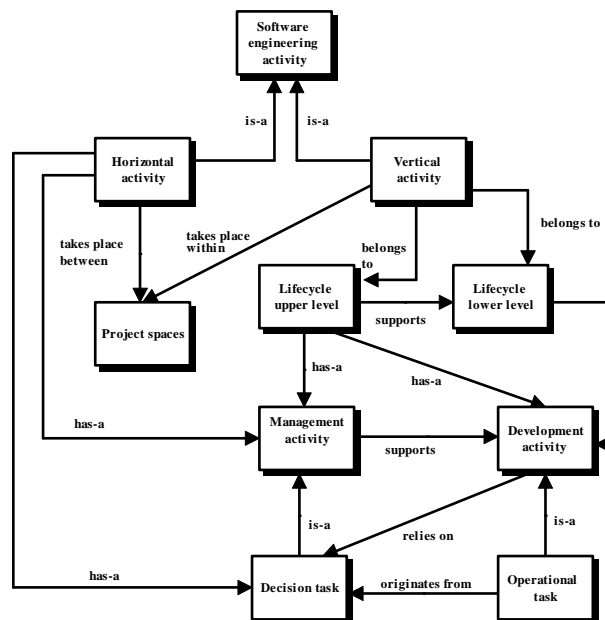 Software
engineering
activity
is-a
is-a
Horizontal
activity
Vertical
activity
takes place
between
takes place
within
belongs
to
belongs to
Project spaces
Lifecycle
upper level
supports
Lifecycle
lower level
has-a
has-a
has-a
Management
activity
supports
Development
activity
is-a
relies on
is-a
has-a
Decision task
originates from
Operational
task